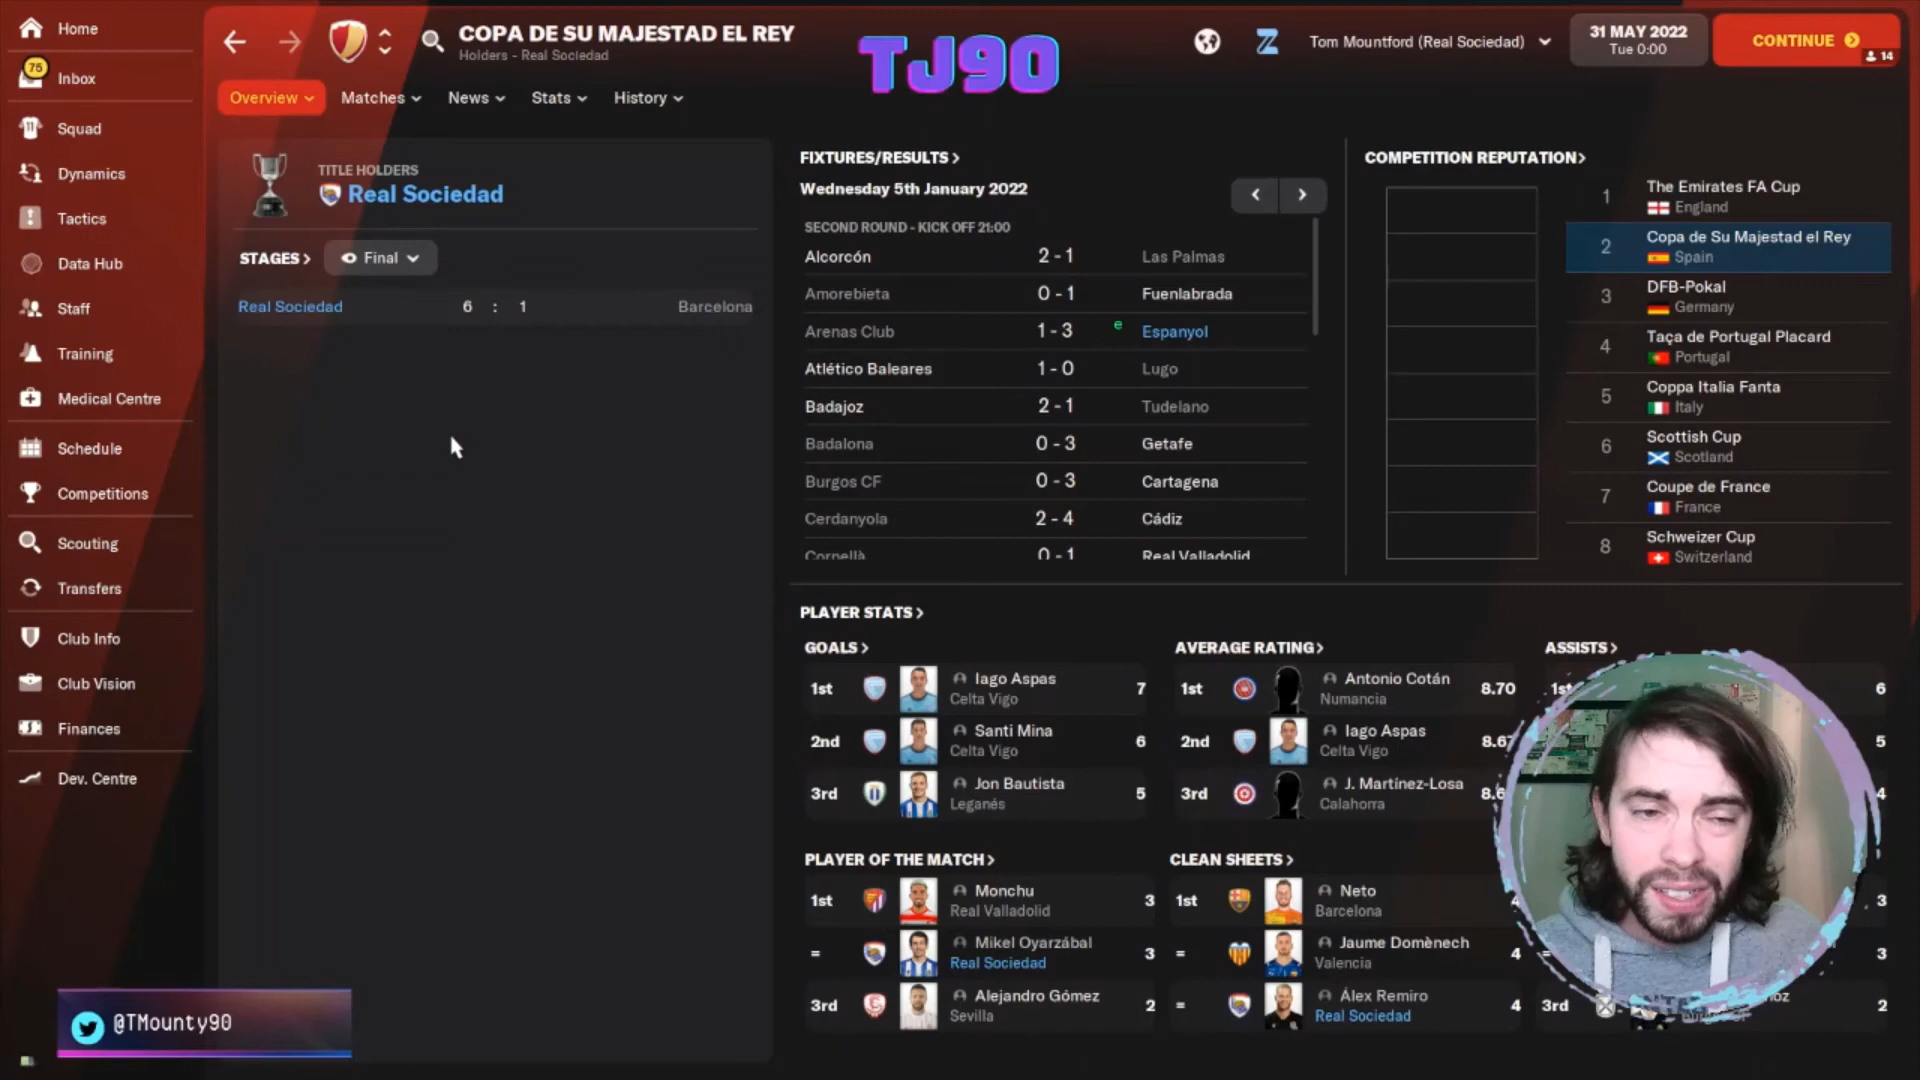 Home
75
Inbox
Squad
Dynamics
Tactics
Data Hub
Staff
Training
Medical Centre
Schedule
Competitions
Scouting
Transfers
Club Info
Club Vision
Finances
Dev. Centre
@TMounty90
COPA DE SU MAJESTAD EL REY
Holders - Real Sociedad
TJ90
Tom Mountford (Real Sociedad)
31 MAY 2022
Tue 0:00
CONTINUE
14
Overview Matches News Stats History
TITLE HOLDERS
Real Sociedad
STAGES> Final
Real Sociedad 6 : 1 Barcelona
FIXTURES/RESULTS >
Wednesday 5th January 2022
SECOND ROUND - KICK OFF 21:00
Alcorcón 2 - 1 Las Palmas
Amorebieta 0 - 1 Fuenlabrada
Arenas Club 1 - 3 e Espanyol
Atlético Baleares 1 - 0 Lugo
Badajoz 2 - 1 Tudelano
Badalona 0 - 3 Getafe
Burgos CF 0 - 3 Cartagena
Cerdanyola 2 - 4 Cádiz
Cornellà 0 - 1 Real Valladolid
COMPETITION REPUTATION>
1 The Emirates FA Cup
England
2 Copa de Su Majestad el Rey
Spain
3 DFB-Pokal
Germany
4 Taça de Portugal Placard
Portugal
5 Coppa Italia Fanta
Italy
6 Scottish Cup
Scotland
7 Coupe de France
France
8 Schweizer Cup
Switzerland
PLAYER STATS >
GOALS >
1st Iago Aspas 7
Celta Vigo
2nd Santi Mina 6
Celta Vigo
3rd Jon Bautista 5
Leganés
AVERAGE RATING>
1st Antonio Cotán 8.70
Numancia
2nd Iago Aspas 8.67
Celta Vigo
3rd J. Martínez-Losa 8.6
Calahorra
ASSISTS>
1st 6
5
4
PLAYER OF THE MATCH >
1st Monchu 3
Real Valladolid
= Mikel Oyarzábal 3
Real Sociedad
3rd Alejandro Gómez 2
Sevilla
CLEAN SHEETS >
1st Neto 4
Barcelona
= Jaume Domènech 4
Valencia
= Álex Remiro 4
Real Sociedad
3
= 3
3rd 2